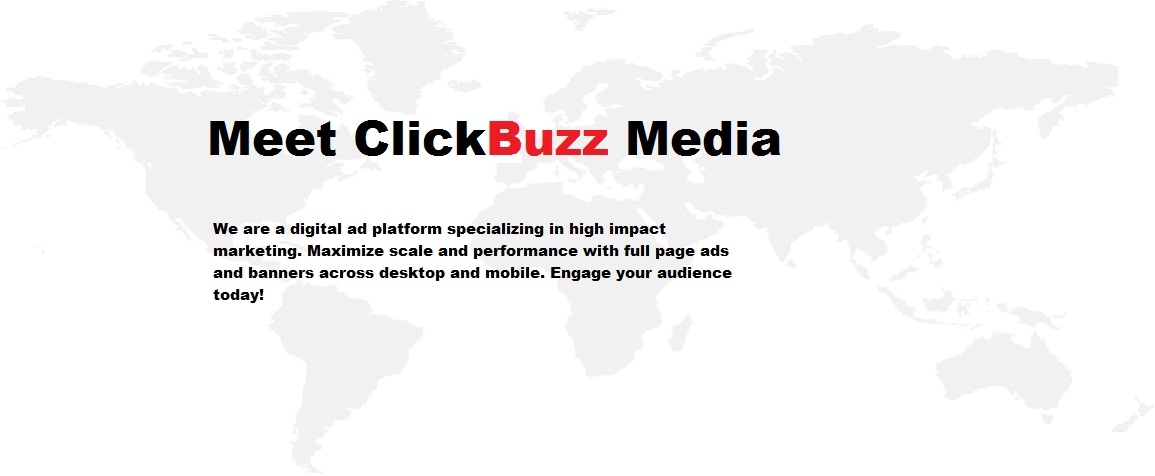 Meet ClickBuzz Media
We are a digital ad platform specializing in high impact
marketing. Maximize scale and performance with full page ads
and banners across desktop and mobile. Engage your audience
today!